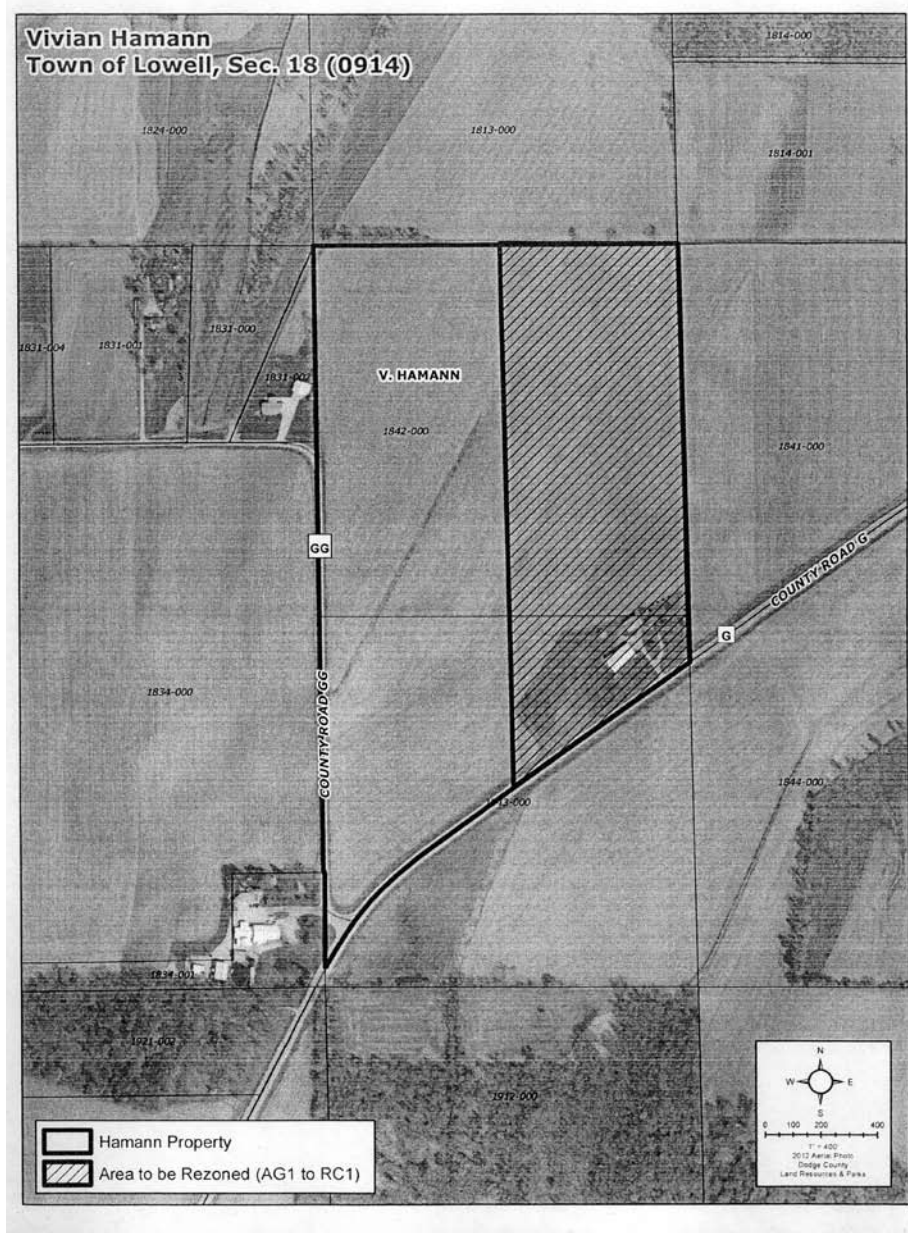 Vivian Hamann
Town of Lowell, Sec. 18 (0914)
1814-000
1824-000
1813-000
1814-001
1831-004
1831-001
1831-000
1831-002
V. HAMANN
1842-000
1841-000
GG
COUNTY ROAD G
G
1834-000
COUNTY ROAD GG
1844-000
1834-001
1921-002
1912-000
N
W
E
S
0 100 200 400
1" = 400'
2012 Aerial Photo
Dodge County
Land Resources & Parks
Hamann Property
Area to be Rezoned (AG1 to RC1)